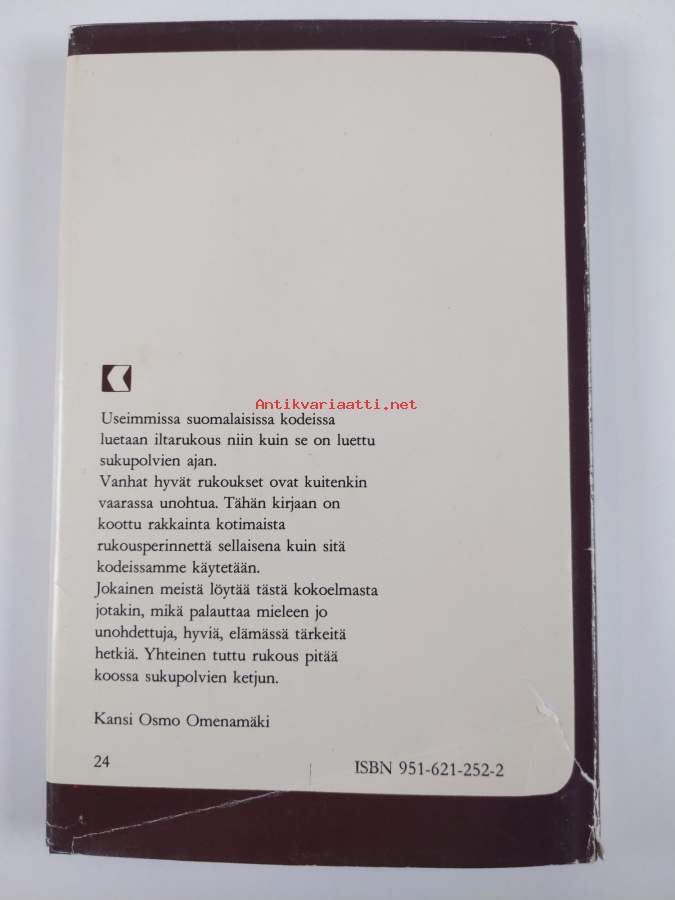 Antikvariaatti.net
Useimmissa suomalaisissa kodeissa
luetaan iltarukous niin kuin se on luettu
sukupolvien ajan.
Vanhat hyvät rukoukset ovat kuitenkin
vaarassa unohtua. Tähän kirjaan on
koottu rakkainta kotimaista
rukousperinnettä sellaisena kuin sitä
kodeissamme käytetään.
Jokainen meistä löytää tästä kokoelmasta
jotakin, mikä palauttaa mieleen jo
unohdettuja, hyviä, elämässä tärkeitä
hetkiä. Yhteinen tuttu rukous pitää
koossa sukupolvien ketjun.
Kansi Osmo Omenamäki
24
ISBN 951-621-252-2